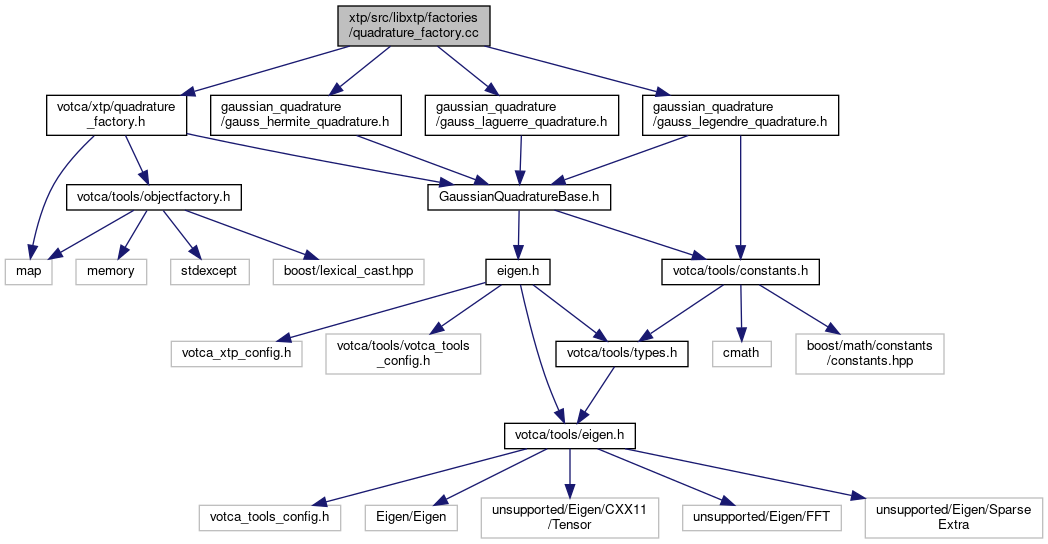 xtp/src/libxtp/factories
/quadrature_factory.cc
votca/xtp/quadrature
_factory.h
gaussian_quadrature
/gauss_hermite_quadrature.h
gaussian_quadrature
/gauss_laguerre_quadrature.h
gaussian_quadrature
/gauss_legendre_quadrature.h
votca/tools/objectfactory.h
GaussianQuadratureBase.h
map
memory
stdexcept
boost/lexical_cast.hpp
eigen.h
votca/tools/constants.h
votca_xtp_config.h
votca/tools/votca_tools
_config.h
votca/tools/types.h
cmath
boost/math/constants
/constants.hpp
votca/tools/eigen.h
votca_tools_config.h
Eigen/Eigen
unsupported/Eigen/CXX11
/Tensor
unsupported/Eigen/FFT
unsupported/Eigen/Sparse
Extra